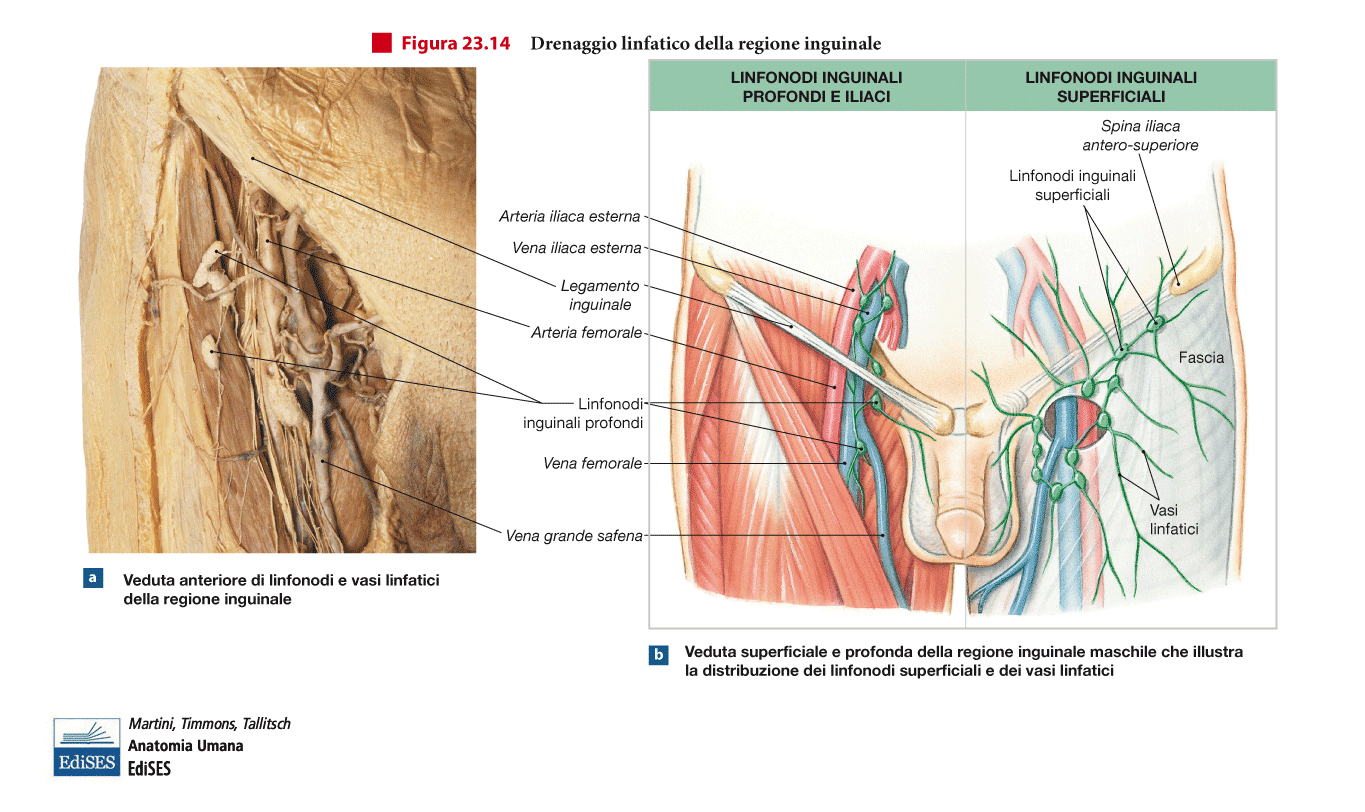 Figura 23.14 Drenaggio linfatico della regione inguinale
LINFONODI INGUINALI
PROFONDI E ILIACI
LINFONODI INGUINALI
SUPERFICIALI
Spina iliaca
antero-superiore
Linfonodi inguinali
superficiali
Arteria iliaca esterna
Vena iliaca esterna
Legamento
inguinale
Arteria femorale
Fascia
Linfonodi
inguinali profondi
Vena femorale
Vasi
linfatici
Vena grande safena
a Veduta anteriore di linfonodi e vasi linfatici
della regione inguinale
b Veduta superficiale e profonda della regione inguinale maschile che illustra
la distribuzione dei linfonodi superficiali e dei vasi linfatici
Martini, Timmons, Tallitsch
Anatomia Umana
EdiSES
EdiSES